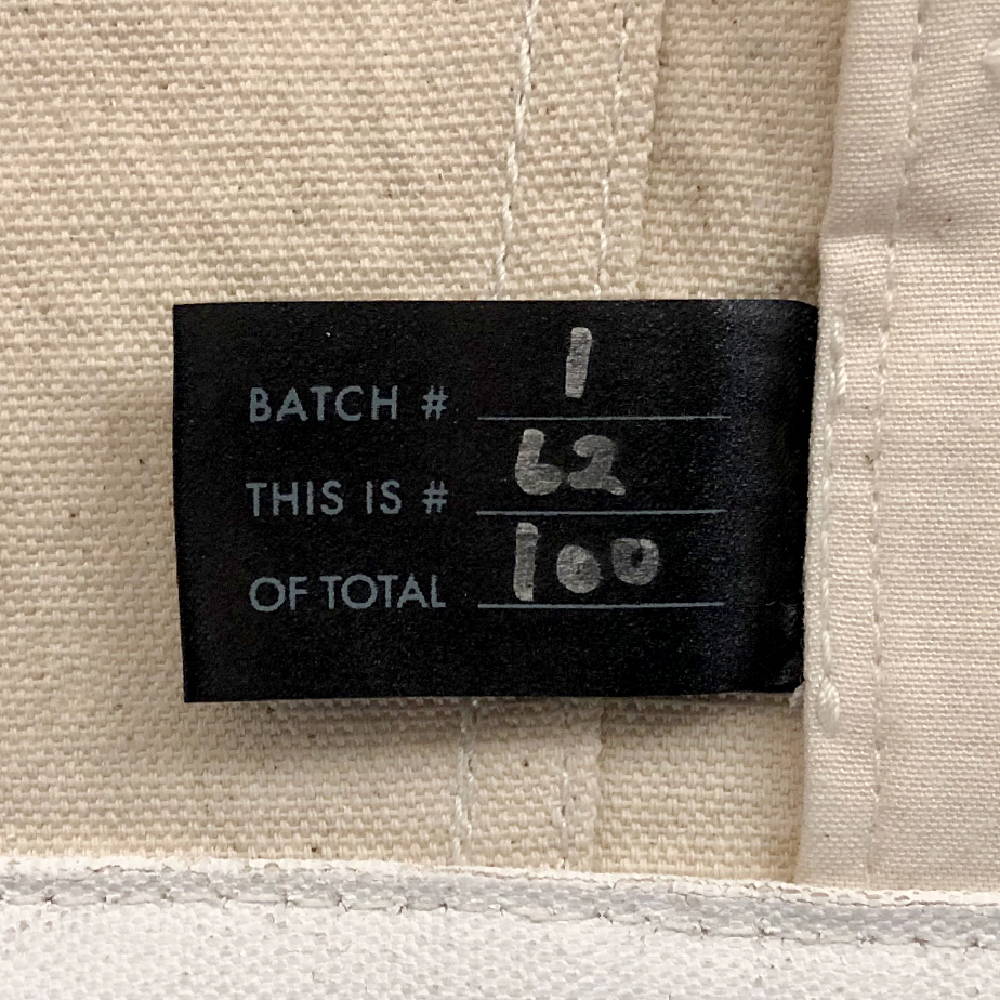 BATCH # 1
THIS IS # 62
OF TOTAL 100